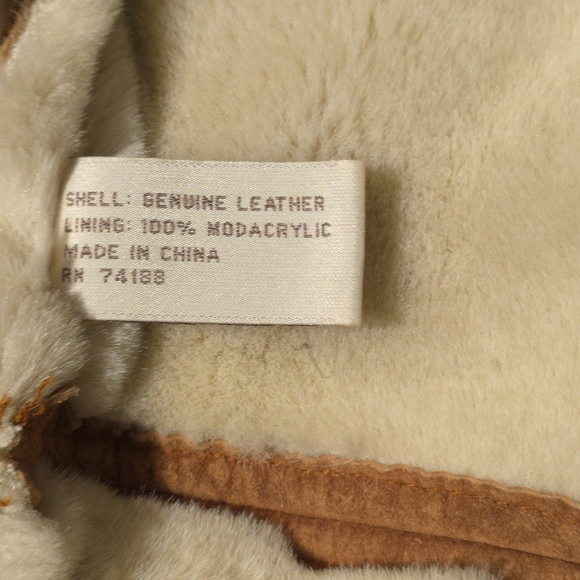 SHELL: GENUINE LEATHER
LINING: 100% MODACRYLIC
MADE IN CHINA
RN 74188